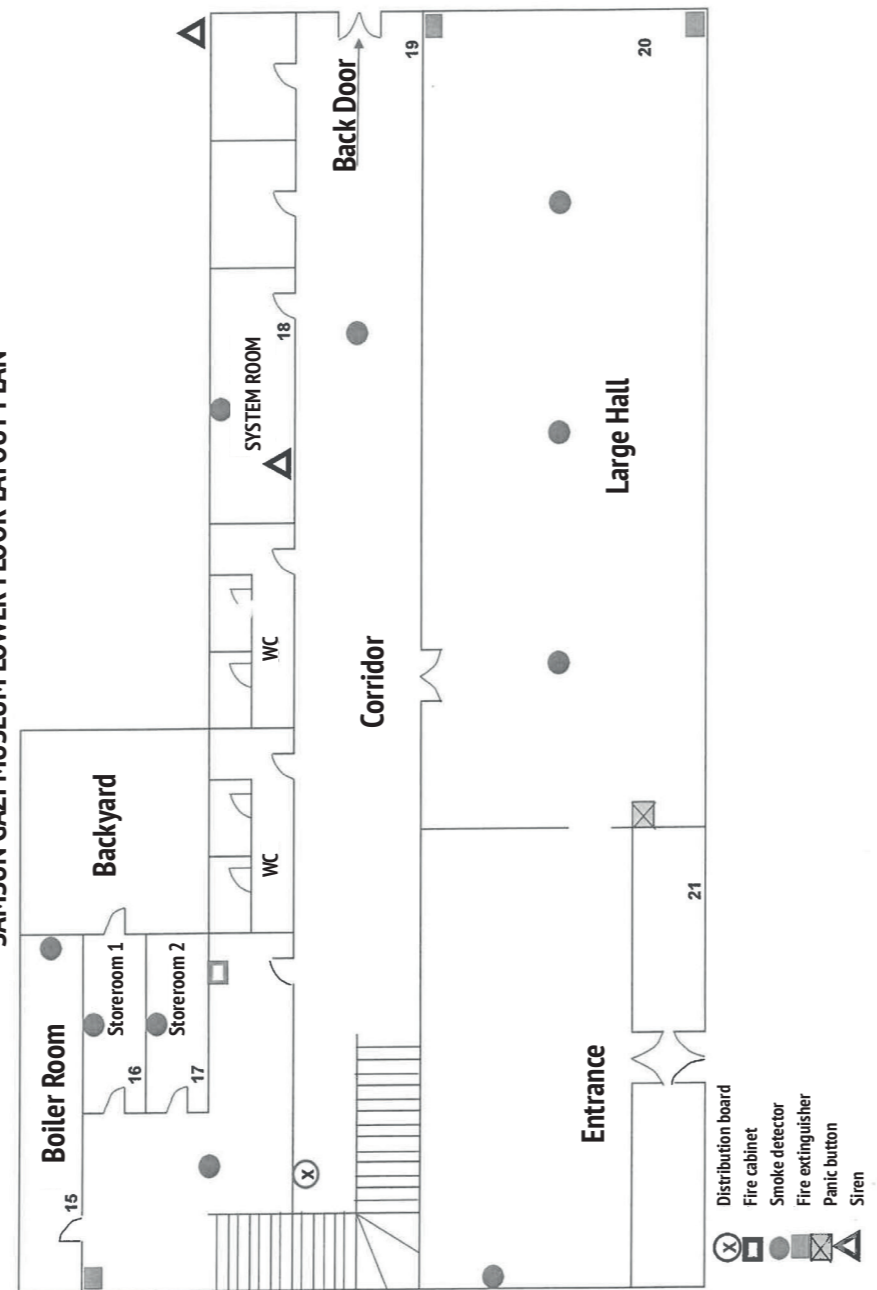 SAMSUN GAZI MUSEUM LOWER FLOOR LAYOUT PLAN
Boiler Room
15
Storeroom 1
16
Storeroom 2
17
Backyard
WC
WC
SYSTEM ROOM
18
Corridor
Back Door
19
20
Large Hall
Entrance
21
X
X
Distribution board
Fire cabinet
Smoke detector
Fire extinguisher
Panic button
Siren